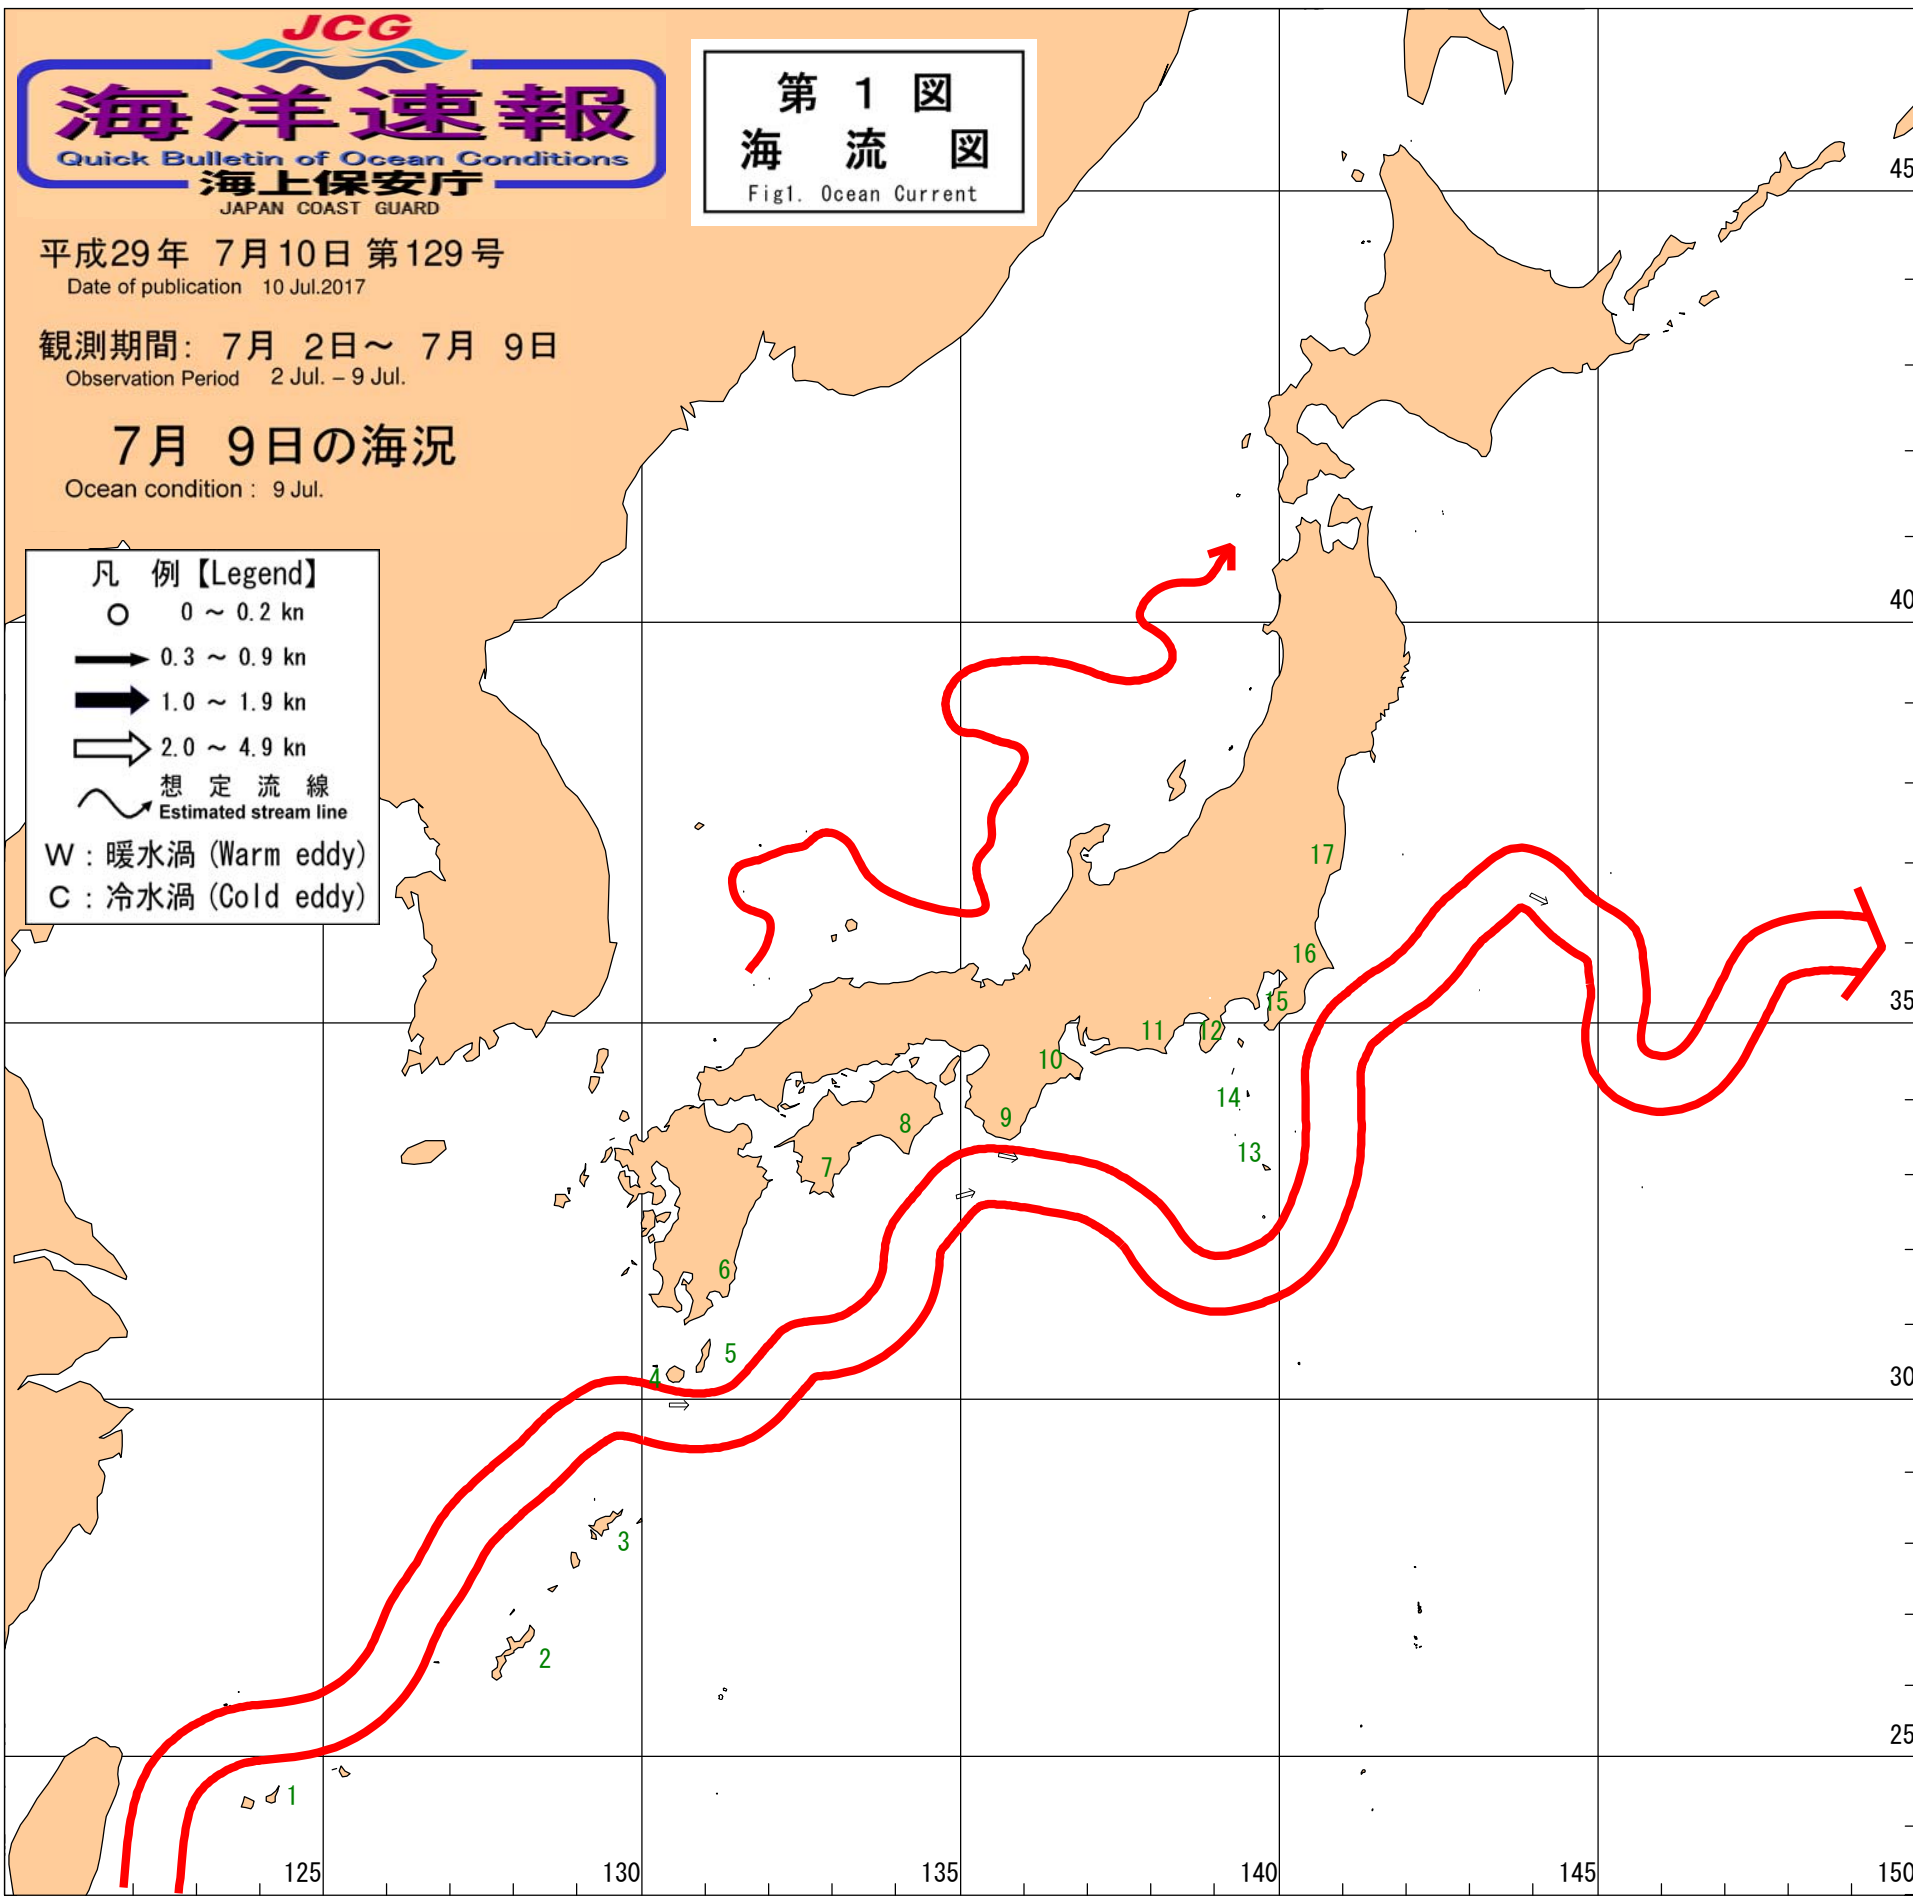 JCG
海洋速報
Quick Bulletin of Ocean Conditions
海上保安庁
JAPAN COAST GUARD
第 1 図
海 流 図
Fig1. Ocean Current
平成29年 7月10日 第129号
Date of publication 10 Jul.2017
観測期間: 7月 2日～ 7月 9日
Observation Period 2 Jul. – 9 Jul.
7月 9日の海況
Ocean condition : 9 Jul.
凡 例【Legend】
0 ～ 0.2 kn
0.3 ～ 0.9 kn
1.0 ～ 1.9 kn
2.0 ～ 4.9 kn
想 定 流 線
Estimated stream line
W : 暖水渦 (Warm eddy)
C : 冷水渦 (Cold eddy)
45
40
17
16
35
15
12
11
10
14
9
8
13
7
6
5
4
30
3
2
25
1
125
130
135
140
145
150